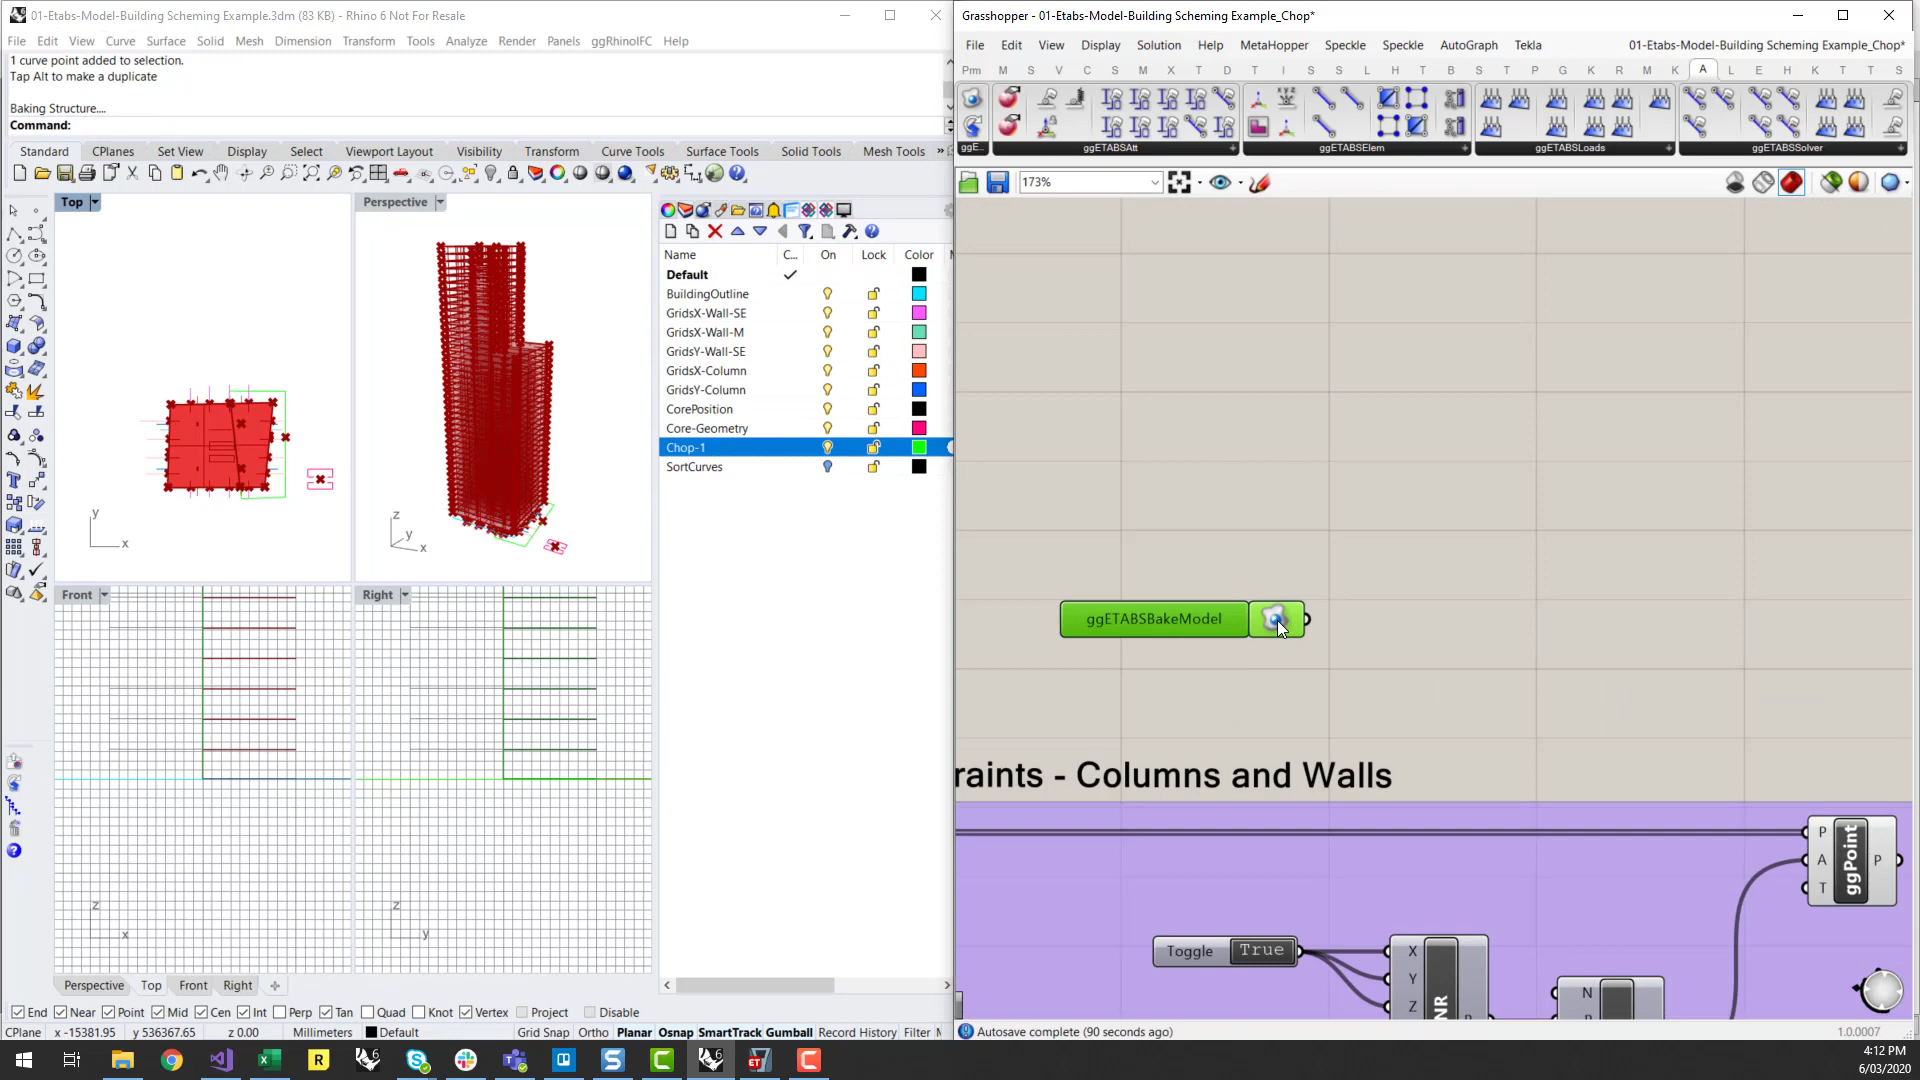 01-Etabs-Model-Building Scheming Example.3dm (83 KB) - Rhino 6 Not For Resale
File Edit View Curve Surface Solid Mesh Dimension Transform Tools Analyze Render Panels ggRhinoIFC Help
1 curve point added to selection.
Tap Alt to make a duplicate
Baking Structure....
Command:
Standard CPlanes Set View Display Select Viewport Layout Visibility Transform Curve Tools Surface Tools Solid Tools Mesh Tools »
Top
Perspective
Name C... On Lock Color
Default
BuildingOutline
GridsX-Wall-SE
GridsX-Wall-M
GridsY-Wall-SE
GridsX-Column
GridsY-Column
CorePosition
Core-Geometry
Chop-1
SortCurves
y
x
z
y
x
Front
Right
z
x
z
y
Perspective Top Front Right
End Near Point Mid Cen Int Perp Tan Quad Knot Vertex Project Disable
CPlane x -15381.95 y 536367.65 z 0.00 Millimeters Default Grid Snap Ortho Planar Osnap SmartTrack Gumball Record History Filter
Grasshopper - 01-Etabs-Model-Building Scheming Example_Chop*
File Edit View Display Solution Help MetaHopper Speckle Speckle AutoGraph Tekla 01-Etabs-Model-Building Scheming Example_Chop*
Pm M S V C S M X T D T I S L H K T B S T P G K R M K A L E H K T T S
ggE... ggETABSAtt ggETABSElem ggETABSLoads ggETABSSolver
173%
ggETABSBakeModel
raints - Columns and Walls
P
A
T
ggPoint
P
Toggle True
X
Y
Z
NR
N
Autosave complete (90 seconds ago)
1.0.0007
4:12 PM
6/03/2020